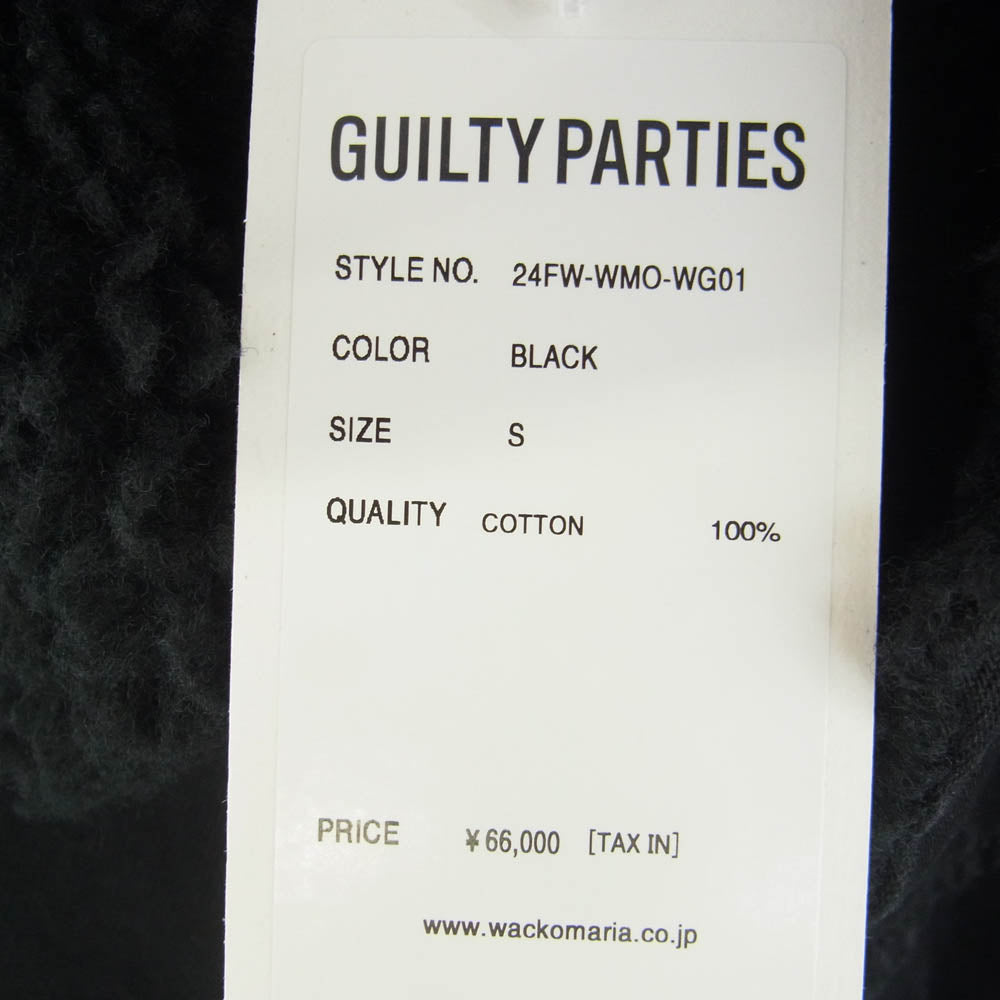 GUILTY PARTIES
STYLE NO. 24FW-WMO-WG01
COLOR BLACK
SIZE S
QUALITY COTTON 100%
PRICE ¥66,000 [TAX IN]
www.wackomaria.co.jp